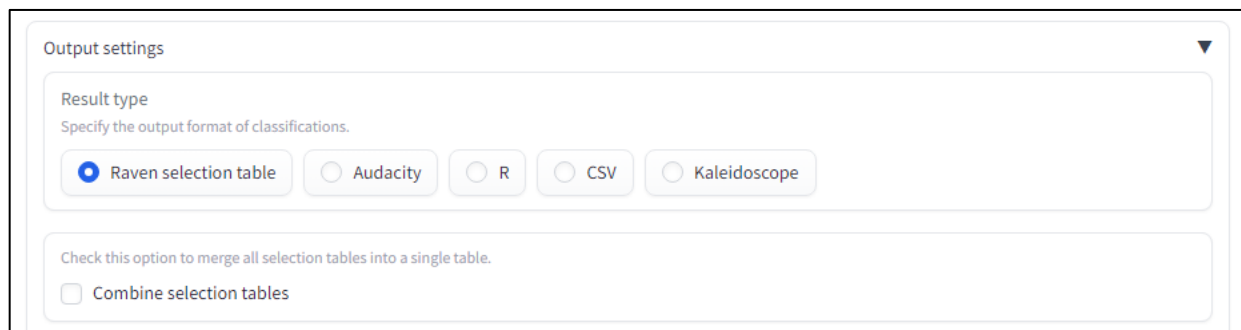 Output settings
Result type
Specify the output format of classifications.
Raven selection table Audacity R CSV Kaleidoscope
Check this option to merge all selection tables into a single table.
Combine selection tables